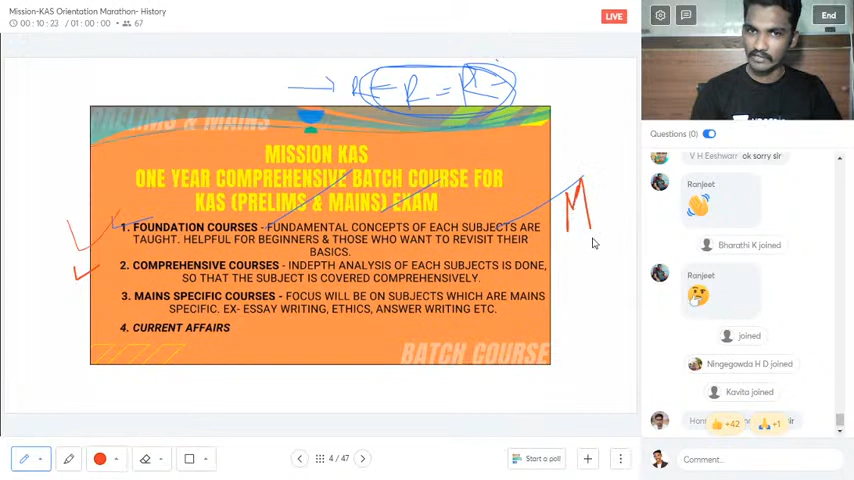 Mission-KAS Orientation Marathon- History
00:10:23 / 01:00:00 67
LIVE
End
Questions (0)
V H Eeshwarr ok sorry sir
Ranjeet
Bharathi K joined
Ranjeet
joined
Ningegowda H D joined
Kavita joined
+42 +1
Comment...
PRELIMS & MAINS
MISSION KAS
ONE YEAR COMPREHENSIVE BATCH COURSE FOR
KAS (PRELIMS & MAINS) EXAM
1. FOUNDATION COURSES - FUNDAMENTAL CONCEPTS OF EACH SUBJECTS ARE
TAUGHT. HELPFUL FOR BEGINNERS & THOSE WHO WANT TO REVISIT THEIR
BASICS.
2. COMPREHENSIVE COURSES - INDEPTH ANALYSIS OF EACH SUBJECTS IS DONE,
SO THAT THE SUBJECT IS COVERED COMPREHENSIVELY.
3. MAINS SPECIFIC COURSES - FOCUS WILL BE ON SUBJECTS WHICH ARE MAINS
SPECIFIC. EX- ESSAY WRITING, ETHICS, ANSWER WRITING ETC.
4. CURRENT AFFAIRS
BATCH COURSE
M
4 / 47
Start a poll